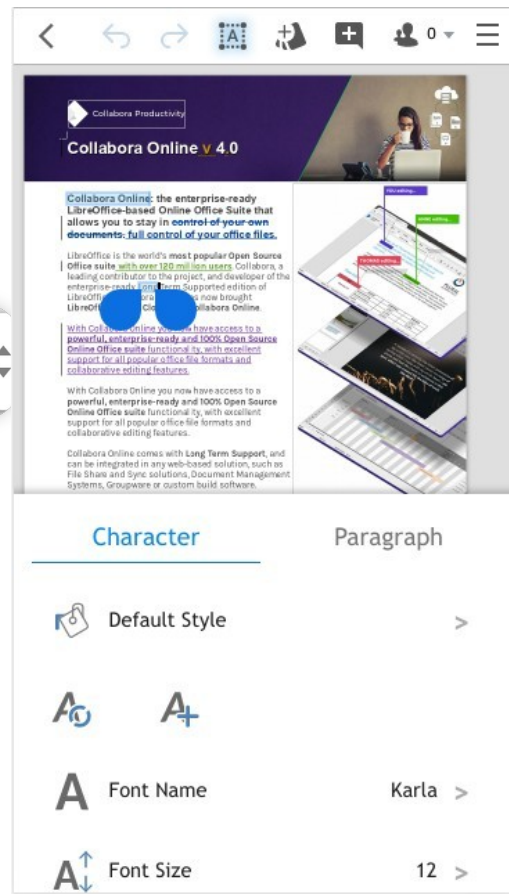 0
Collabora Productivity
Collabora Online v 4.0
Collabora Online: the enterprise-ready
LibreOffice-based Online Office Suite that
allows you to stay in control of your own
documents. full control of your office files.
LibreOffice is the world's most popular Open Source
Office suite with over 120 million users. Collabora, a
leading contributor to the project, and developer of the
enterprise-ready Long Term Supported edition of
now brought
Collabora Online.
With Collabora Online you now have access to a
powerful, enterprise-ready and 100% Open Source
Online Office suite functionality, with excellent
support for all popular office file formats and
collaborative editing features.
With Collabora Online you now have access to a
powerful, enterprise-ready and 100% Open Source
Online Office suite functionality, with excellent
support for all popular office file formats and
collaborative editing features.
Collabora Online comes with Long Term Support, and
can be integrated in any web-based solution, such as
File Share and Sync solutions, Document Management
Systems, Groupware or custom build software.
Character Paragraph
Default Style
Font Name Karla
Font Size 12